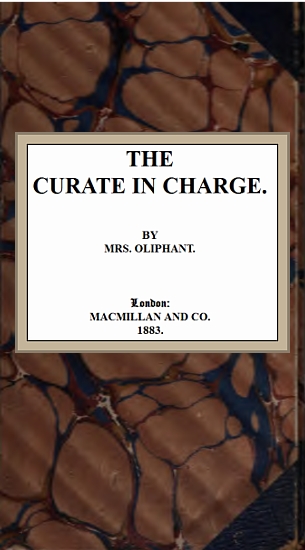 THE
CURATE IN CHARGE.
BY
MRS. OLIPHANT.
London:
MACMILLAN AND CO.
1883.